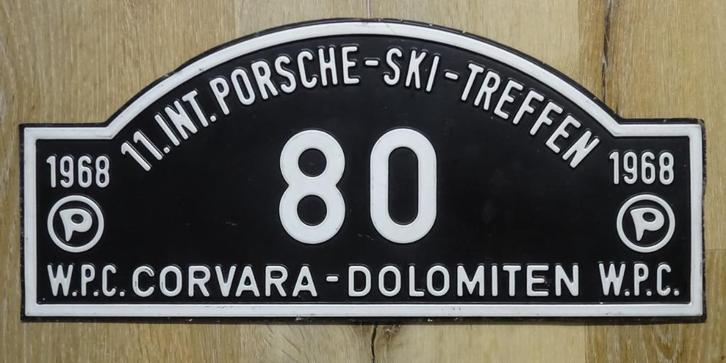 11. INT. PORSCHE-SKI-TREFFEN
1968 80 1968
P P
W.P.C. CORVARA-DOLOMITEN W.P.C.